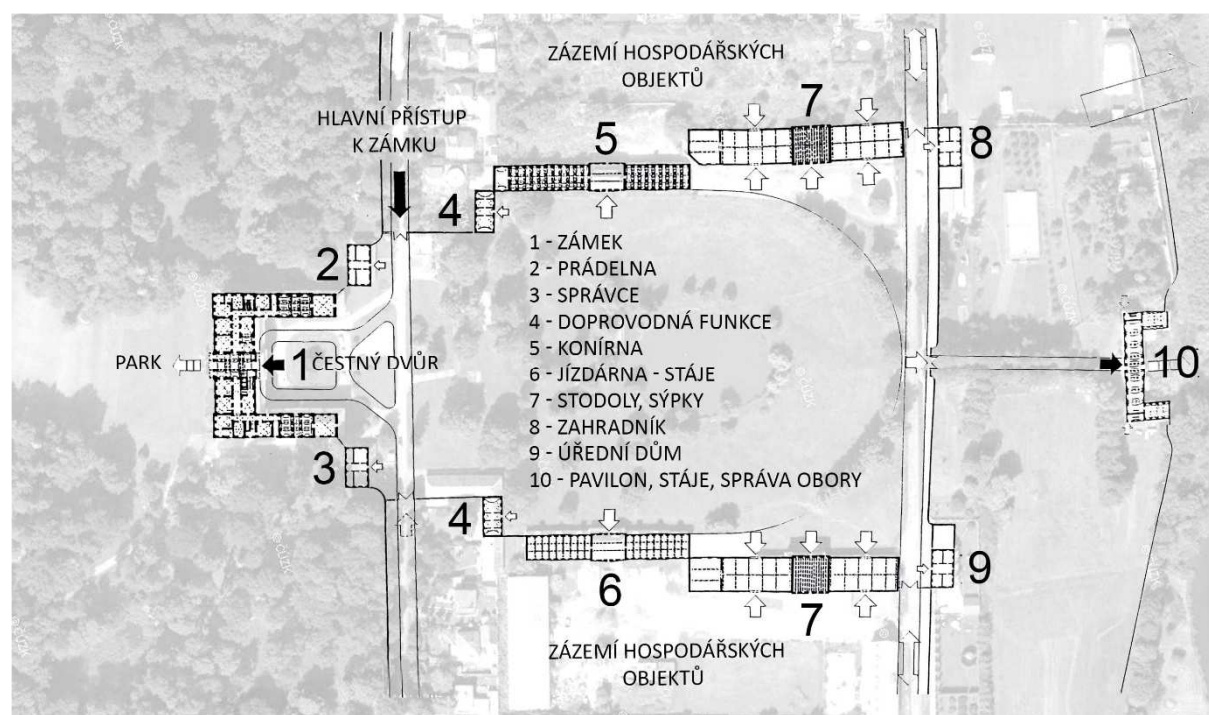 ZÁZEMÍ HOSPODÁŘSKÝCH
OBJEKTŮ
7
8
HLAVNÍ PŘÍSTUP
K ZÁMKU
5
4
2
1 - ZÁMEK
2 - PRÁDELNA
3 - SPRÁVCE
4 - DOPROVODNÁ FUNKCE
5 - KONÍRNA
6 - JÍZDÁRNA - STÁJE
7 - STODOLY, SÝPKY
8 - ZAHRADNÍK
9 - ÚŘEDNÍ DŮM
10 - PAVILON, STÁJE, SPRÁVA OBORY
PARK
1 ČESTNÝ DVŮR
10
3
4
6
7
9
ZÁZEMÍ HOSPODÁŘSKÝCH
OBJEKTŮ